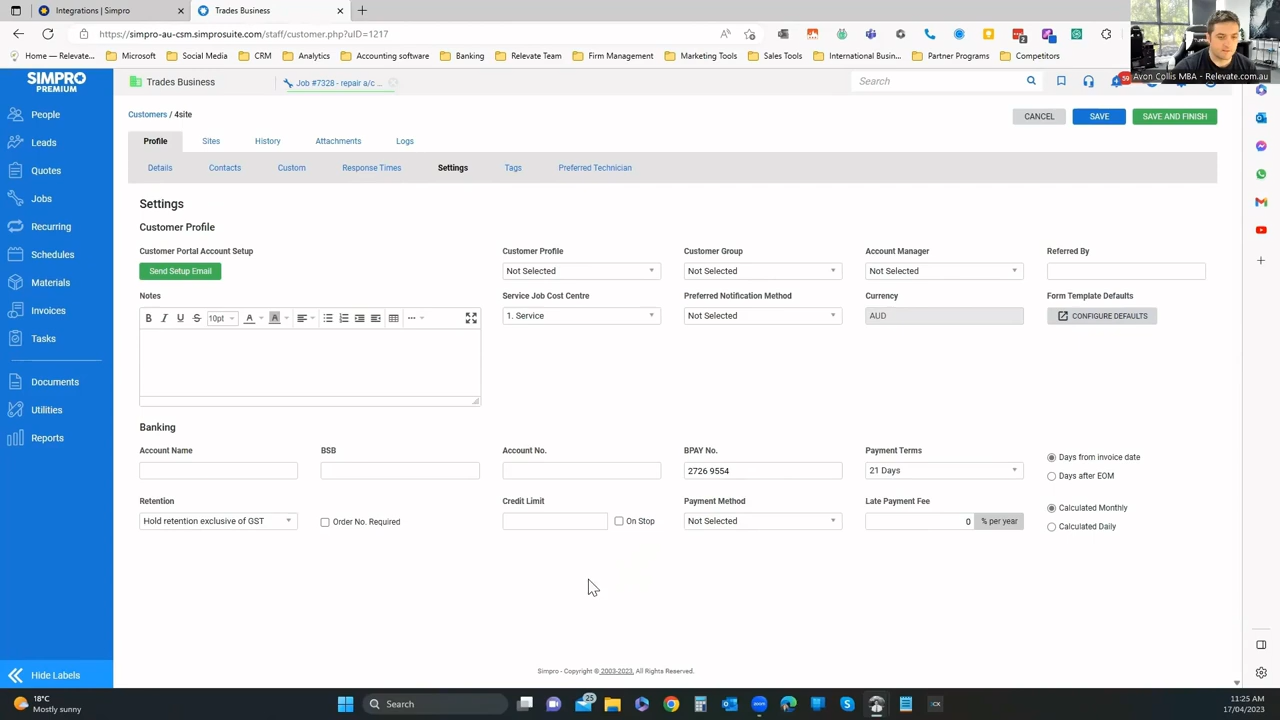 Integrations | Simpro
Trades Business
https://simpro-au-csm.simprosuite.com/staff/customer.php?uID=1217
Home — Relevate... Microsoft Social Media CRM Analytics Accounting software Banking Relevate Team Firm Management Marketing Tools Sales Tools International Busin... Partner Programs Competitors
Avon Collis MBA - Relevate.com.au
SIMPRO
PREMIUM
Trades Business
Job #7328 - repair a/c ...
Search
59
Customers / 4site
CANCEL SAVE SAVE AND FINISH
People
Leads
Quotes
Jobs
Recurring
Schedules
Materials
Invoices
Tasks
Documents
Utilities
Reports
Hide Labels
Profile Sites History Attachments Logs
Details Contacts Custom Response Times Settings Tags Preferred Technician
Settings
Customer Profile
Customer Portal Account Setup Customer Profile Customer Group Account Manager Referred By
Send Setup Email Not Selected Not Selected Not Selected
Notes Service Job Cost Centre Preferred Notification Method Currency Form Template Defaults
B I U S 10pt A A 1. Service Not Selected AUD CONFIGURE DEFAULTS
Banking
Account Name BSB Account No. BPAY No. Payment Terms
2726 9554 21 Days
Days from invoice date
Days after EOM
Retention Credit Limit Payment Method Late Payment Fee
Hold retention exclusive of GST Order No. Required On Stop Not Selected 0 % per year
Calculated Monthly
Calculated Daily
Simpro - Copyright © 2003-2023, All Rights Reserved.
18°C
Mostly sunny
Search
25
11:25 AM
17/04/2023